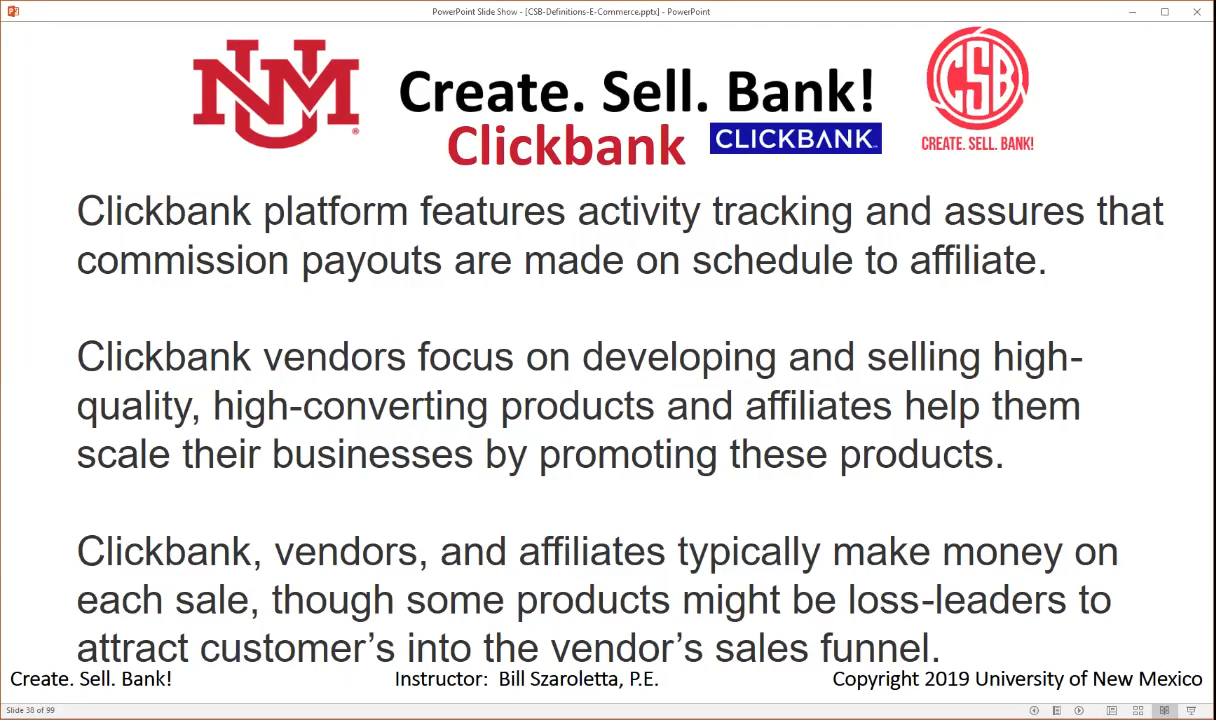 PowerPoint Slide Show - [CSB-Definitions-E-Commerce.pptx] - PowerPoint
UNM
®
Create. Sell. Bank!
Clickbank
CLICKBANK
CSB
CREATE. SELL. BANK!
Clickbank platform features activity tracking and assures that
commission payouts are made on schedule to affiliate.
Clickbank vendors focus on developing and selling high-
quality, high-converting products and affiliates help them
scale their businesses by promoting these products.
Clickbank, vendors, and affiliates typically make money on
each sale, though some products might be loss-leaders to
attract customer’s into the vendor’s sales funnel.
Create. Sell. Bank!
Instructor: Bill Szaroletta, P.E.
Copyright 2019 University of New Mexico
Slide 38 of 99